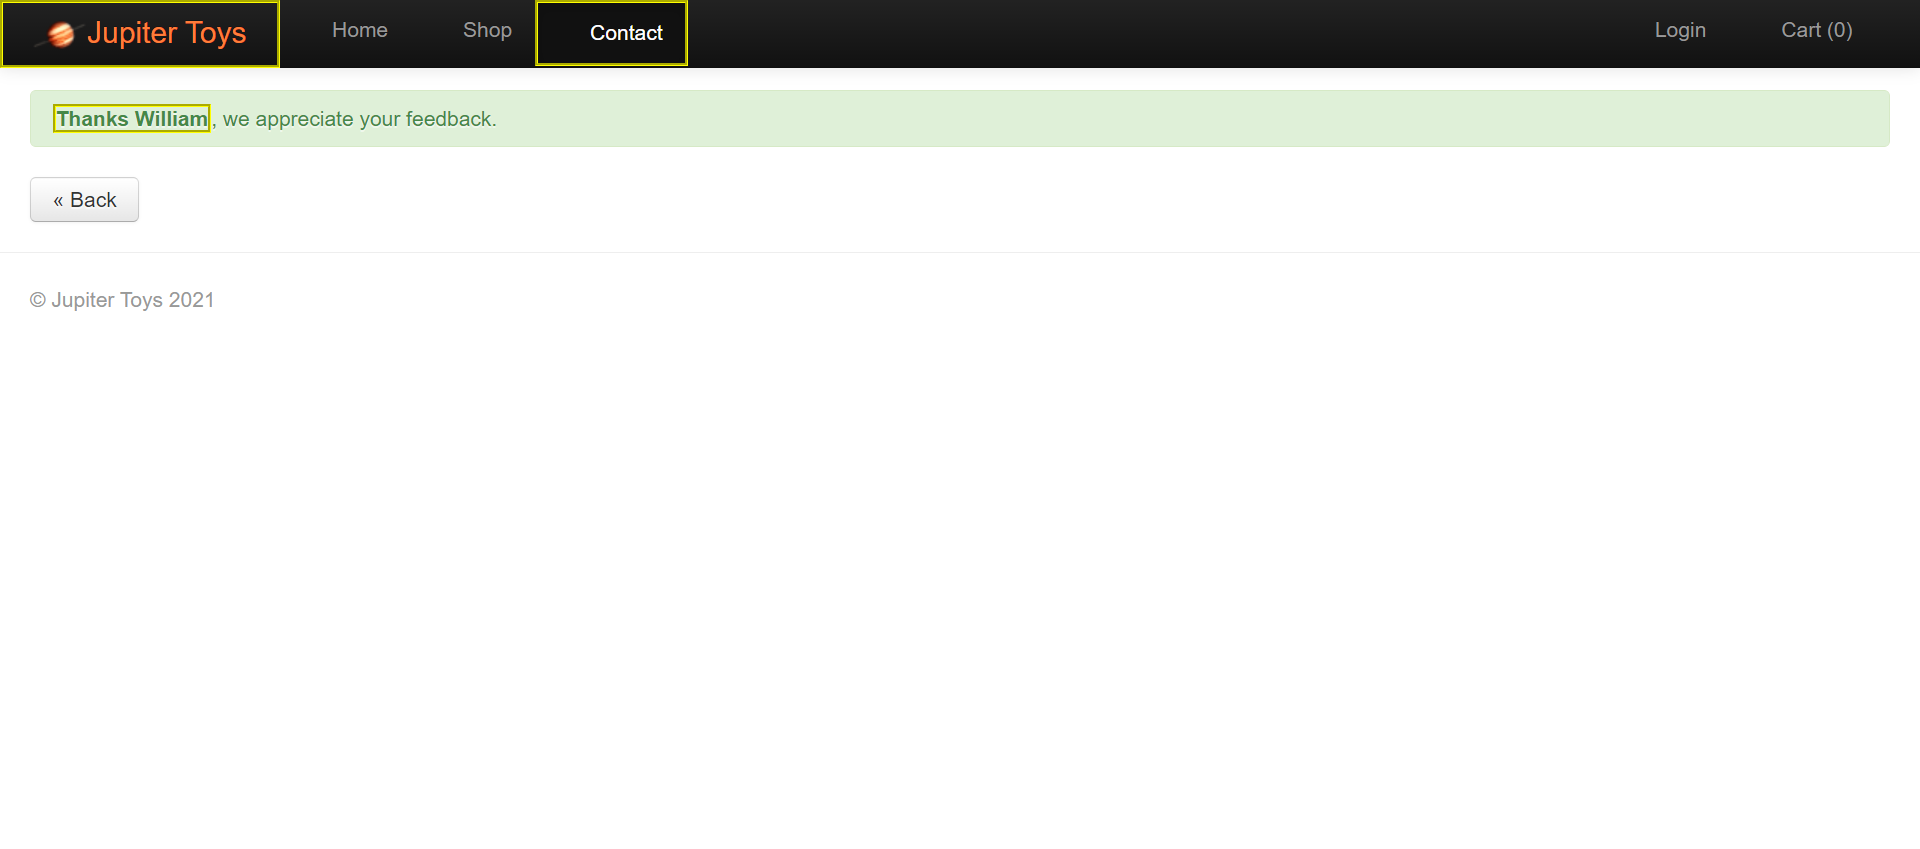 Jupiter Toys Home Shop Contact Login Cart (0)
Thanks William, we appreciate your feedback.
« Back
© Jupiter Toys 2021